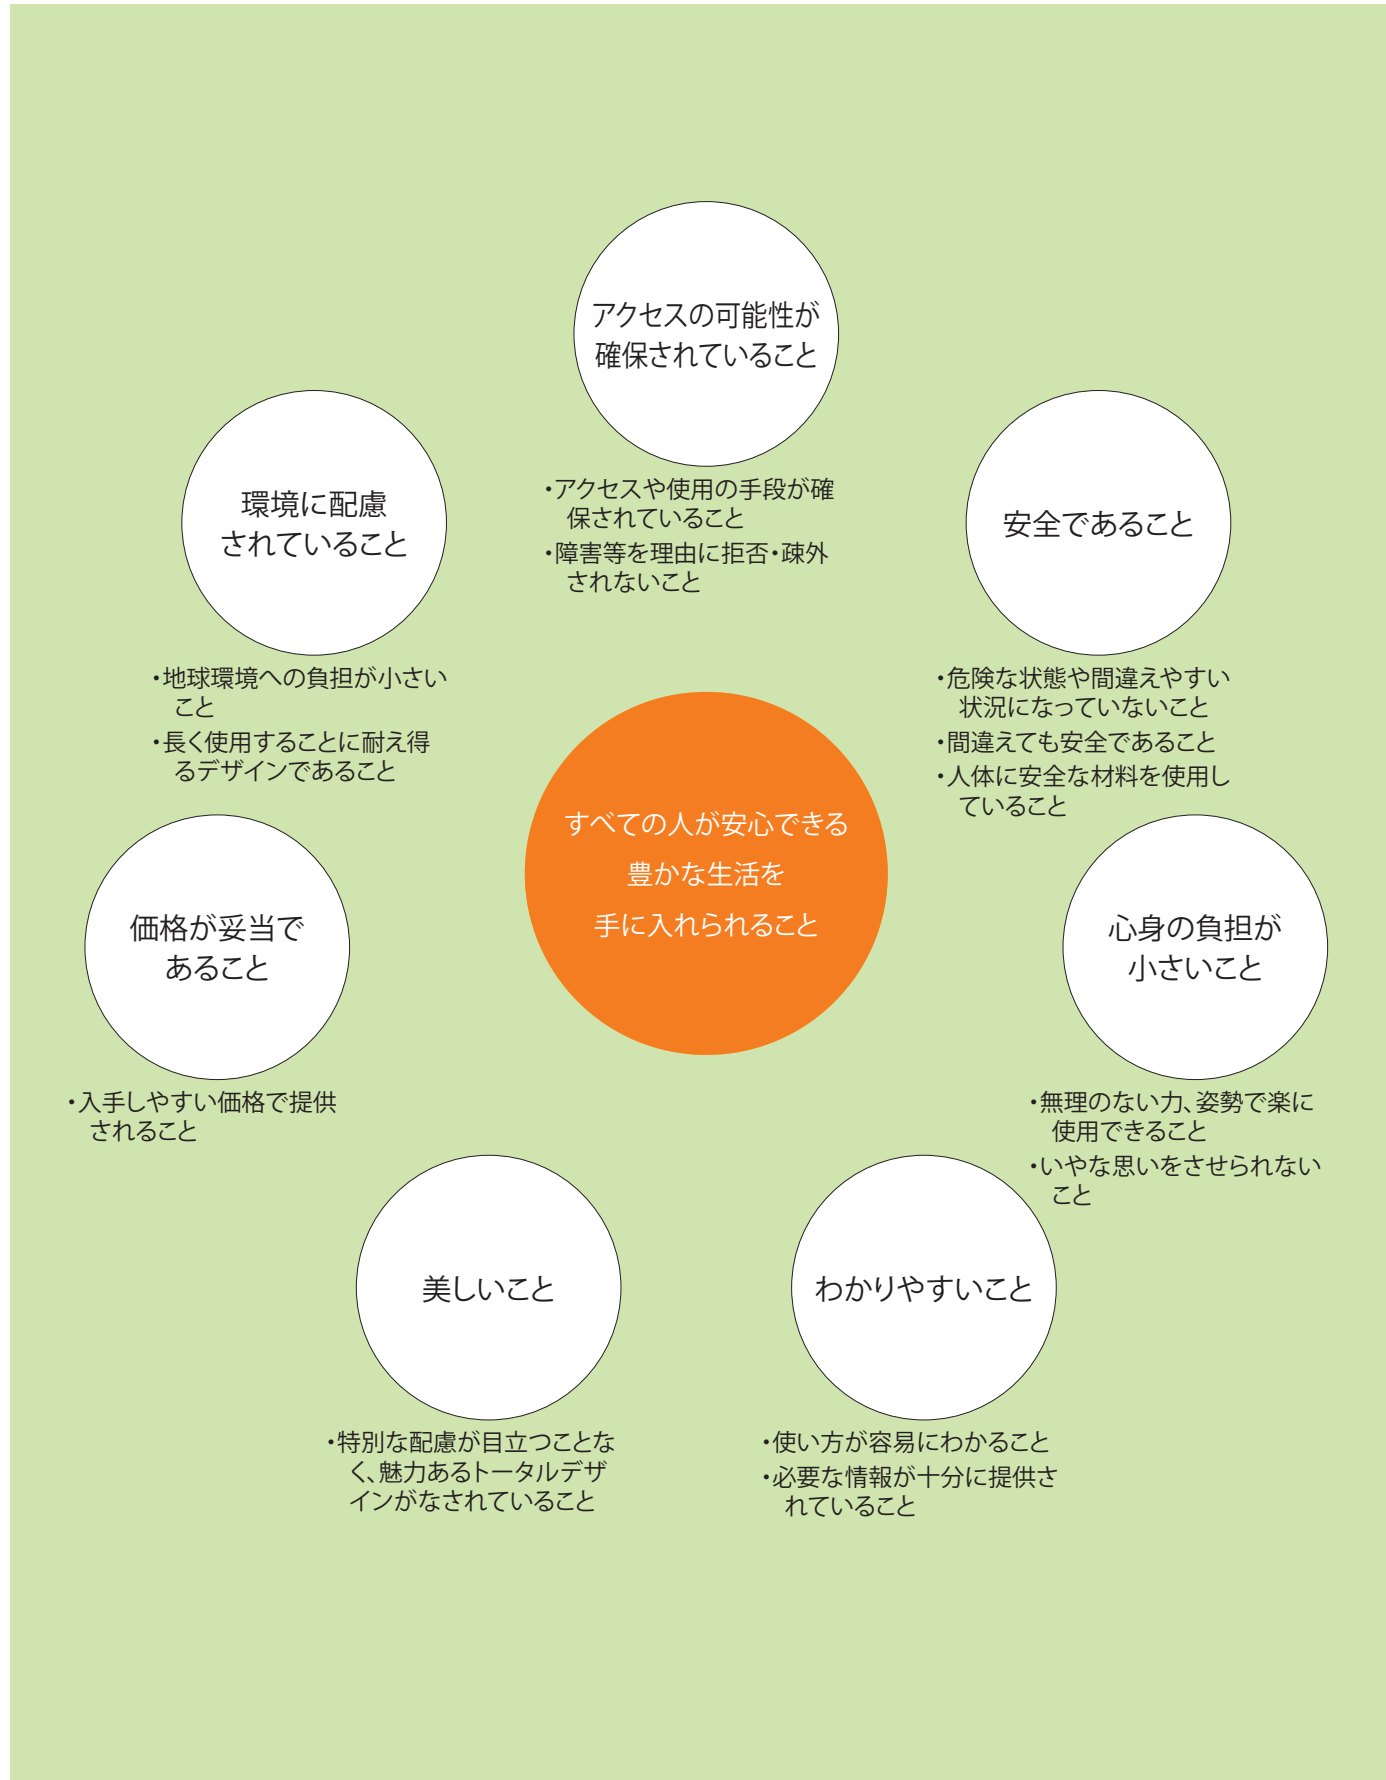 アクセスの可能性が
確保されていること
・アクセスや使用の手段が確
保されていること
・障害等を理由に拒否・疎外
されないこと
安全であること
・危険な状態や間違えやすい
状況になっていないこと
・間違えても安全であること
・人体に安全な材料を使用し
ていること
心身の負担が
小さいこと
・無理のない力、姿勢で楽に
使用できること
・いやな思いをさせられない
こと
わかりやすいこと
・使い方が容易にわかること
・必要な情報が十分に提供さ
れていること
美しいこと
・特別な配慮が目立つことな
く、魅力あるトータルデザ
インがなされていること
価格が妥当で
あること
・入手しやすい価格で提供
されること
環境に配慮
されていること
・地球環境への負担が小さい
こと
・長く使用することに耐え得
るデザインであること
すべての人が安心できる
豊かな生活を
手に入れられること